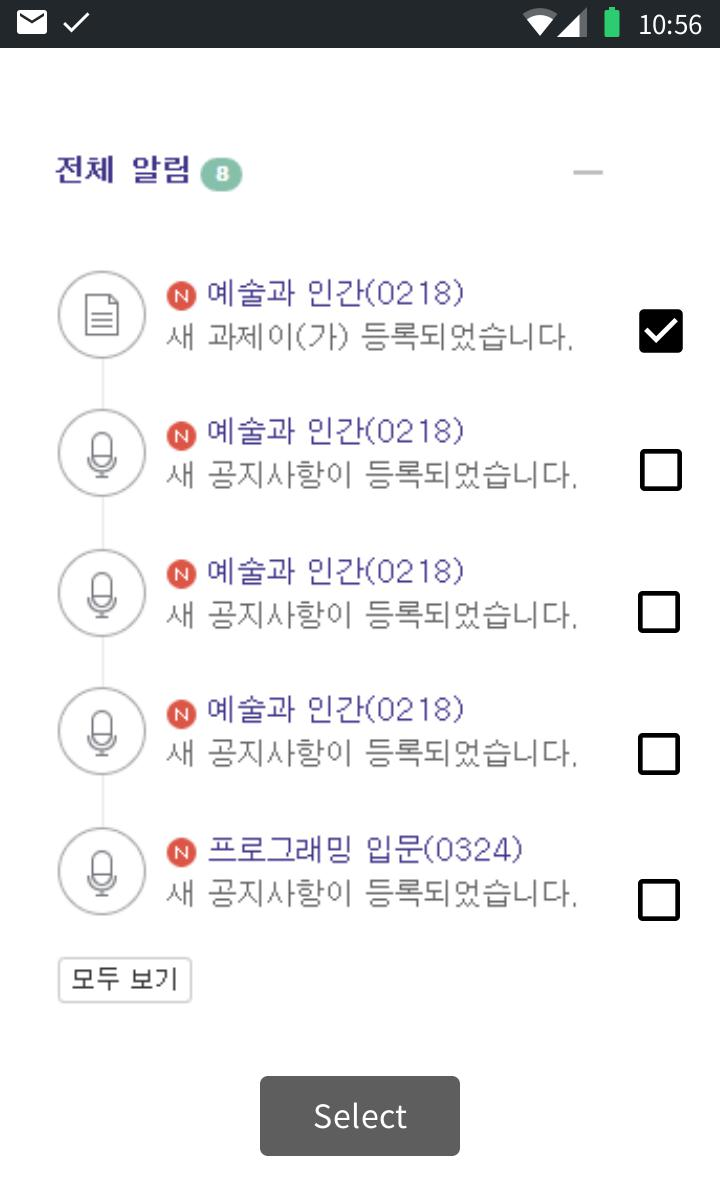 10:56
전체 알림 8
N 예술과 인간(0218)
새 과제이(가) 등록되었습니다.
N 예술과 인간(0218)
새 공지사항이 등록되었습니다.
N 예술과 인간(0218)
새 공지사항이 등록되었습니다.
N 예술과 인간(0218)
새 공지사항이 등록되었습니다.
N 프로그래밍 입문(0324)
새 공지사항이 등록되었습니다.
모두 보기
Select